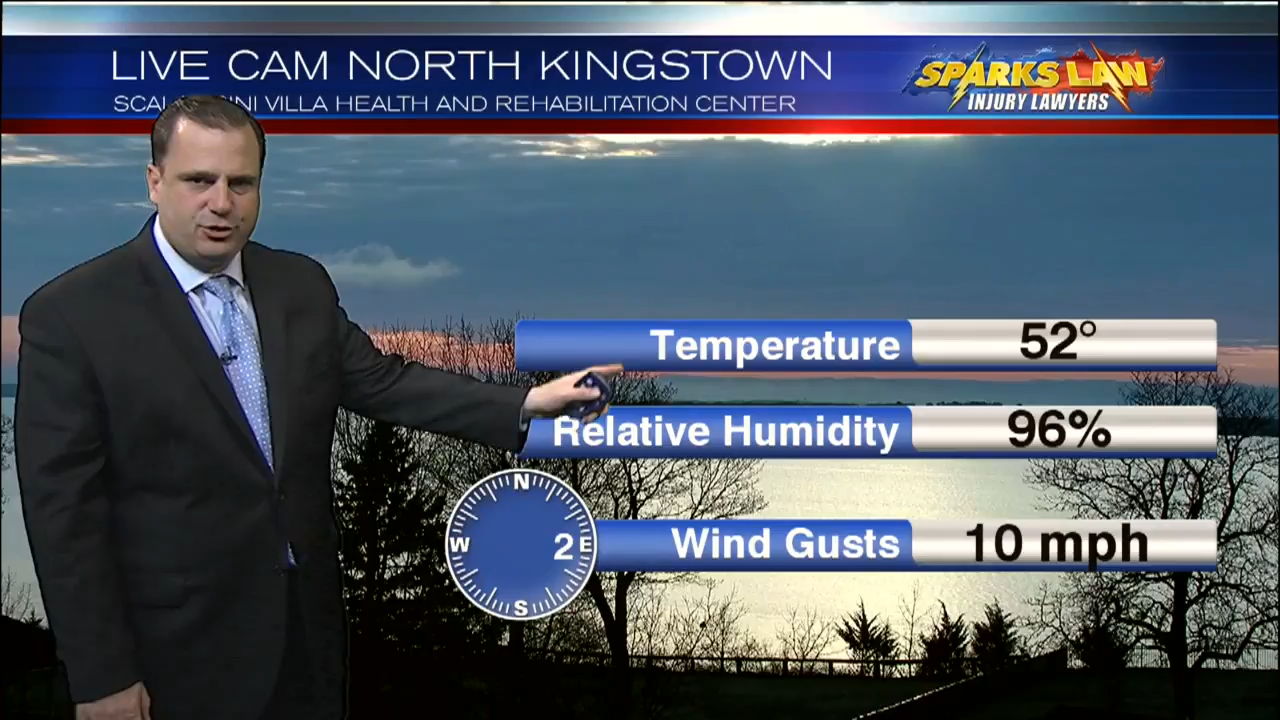 LIVE CAM NORTH KINGSTOWN
VILLA HEALTH AND REHABILITATION CENTER
SPARKS LAW
INJURY LAWYERS
Temperature 52°
Relative Humidity 96%
N
W 2 E
S
Wind Gusts 10 mph